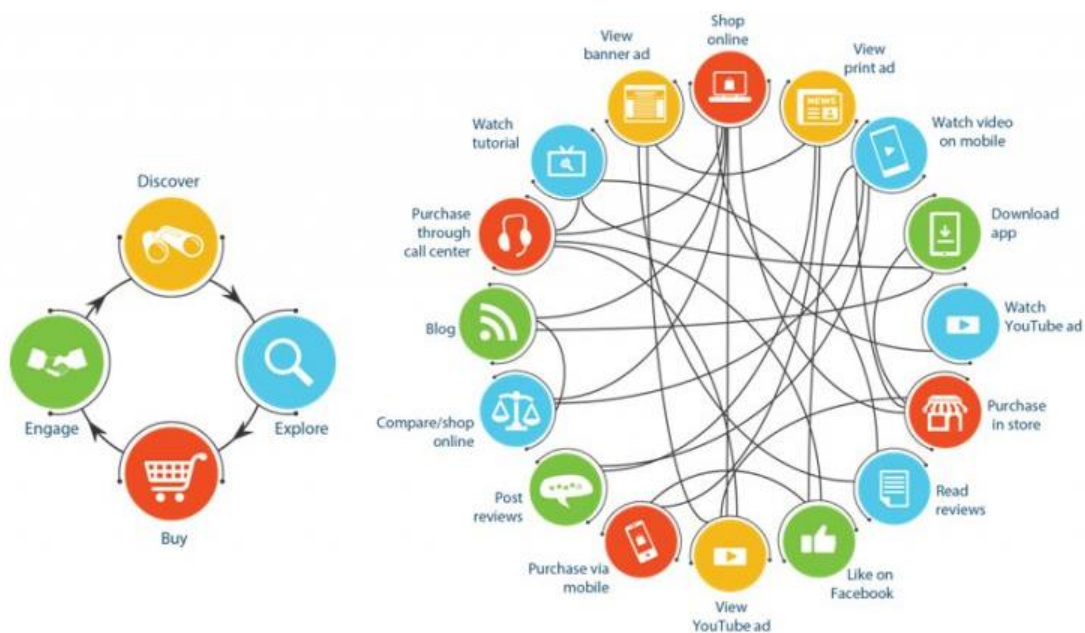 Discover
Explore
Buy
Engage
Shop
online
View
print ad
NEWS
Watch video
on mobile
Download
app
Watch
YouTube ad
Purchase
in store
Read
reviews
Like on
Facebook
View
YouTube ad
Purchase via
mobile
Post
reviews
Compare/shop
online
Blog
Purchase
through
call center
Watch
tutorial
View
banner ad